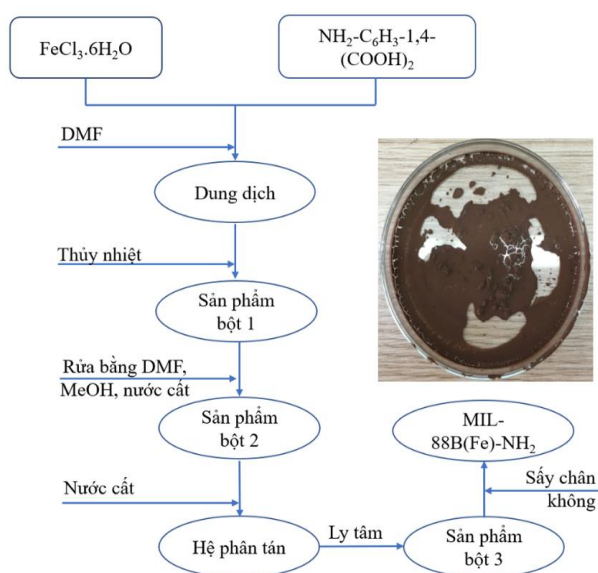 FeCl₃.6H₂O
NH₂-C₆H₃-1,4-
(COOH)₂
DMF
Dung dịch
Thủy nhiệt
Sản phẩm
bột 1
Rửa bằng DMF,
MeOH, nước cất
Sản phẩm
bột 2
MIL-
88B(Fe)-NH₂
Nước cất
Sấy chân
không
Hệ phân tán
Ly tâm
Sản phẩm
bột 3